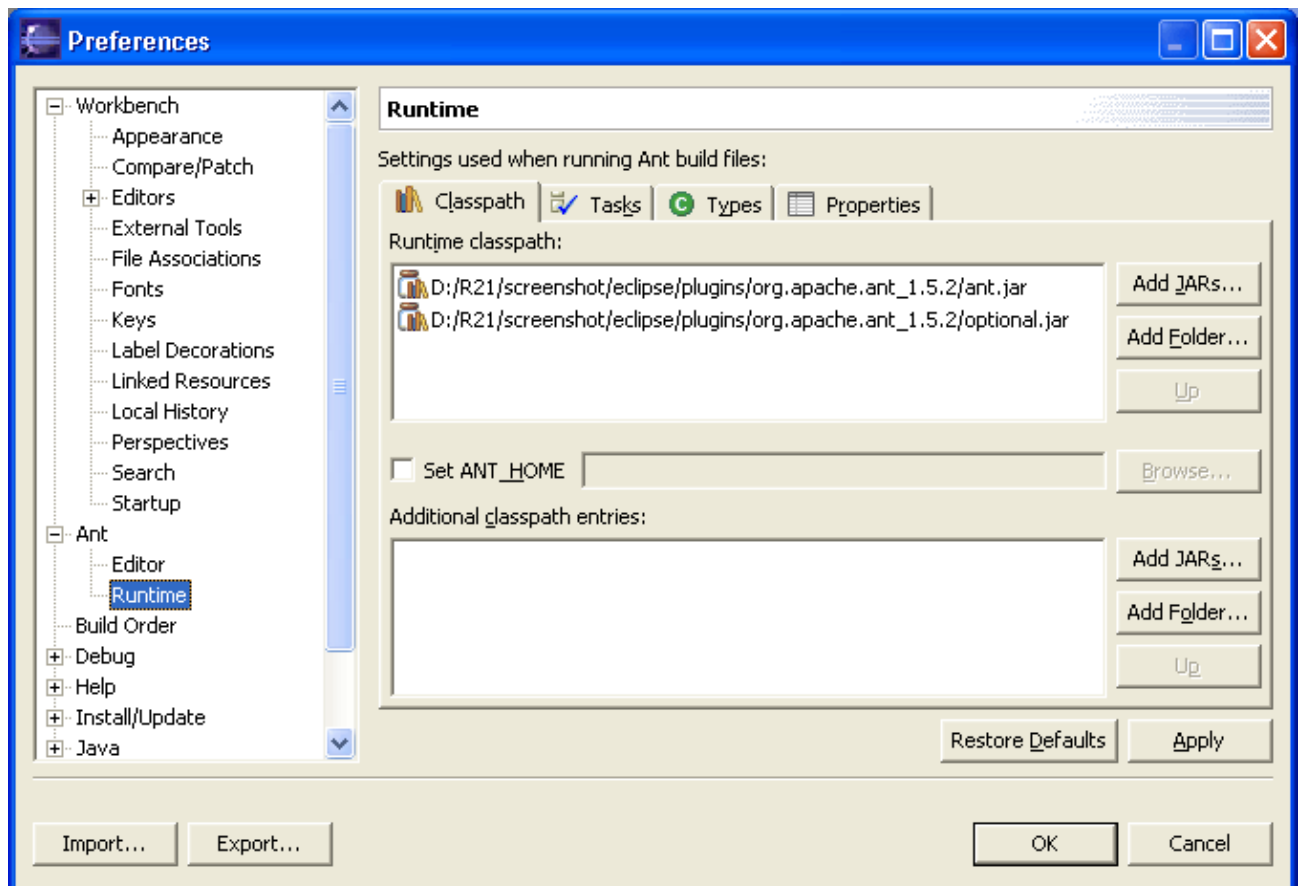 Preferences
Workbench
Appearance
Compare/Patch
Editors
External Tools
File Associations
Fonts
Keys
Label Decorations
Linked Resources
Local History
Perspectives
Search
Startup
Ant
Editor
Runtime
Build Order
Debug
Help
Install/Update
Java
Runtime
Settings used when running Ant build files:
Classpath Tasks Types Properties
Runtime classpath:
D:/R21/screenshot/eclipse/plugins/org.apache.ant_1.5.2/ant.jar
D:/R21/screenshot/eclipse/plugins/org.apache.ant_1.5.2/optional.jar
Add JARs...
Add Folder...
Up
Set ANT_HOME
Browse...
Additional classpath entries:
Add JARs...
Add Folder...
Up
Restore Defaults Apply
Import... Export... OK Cancel